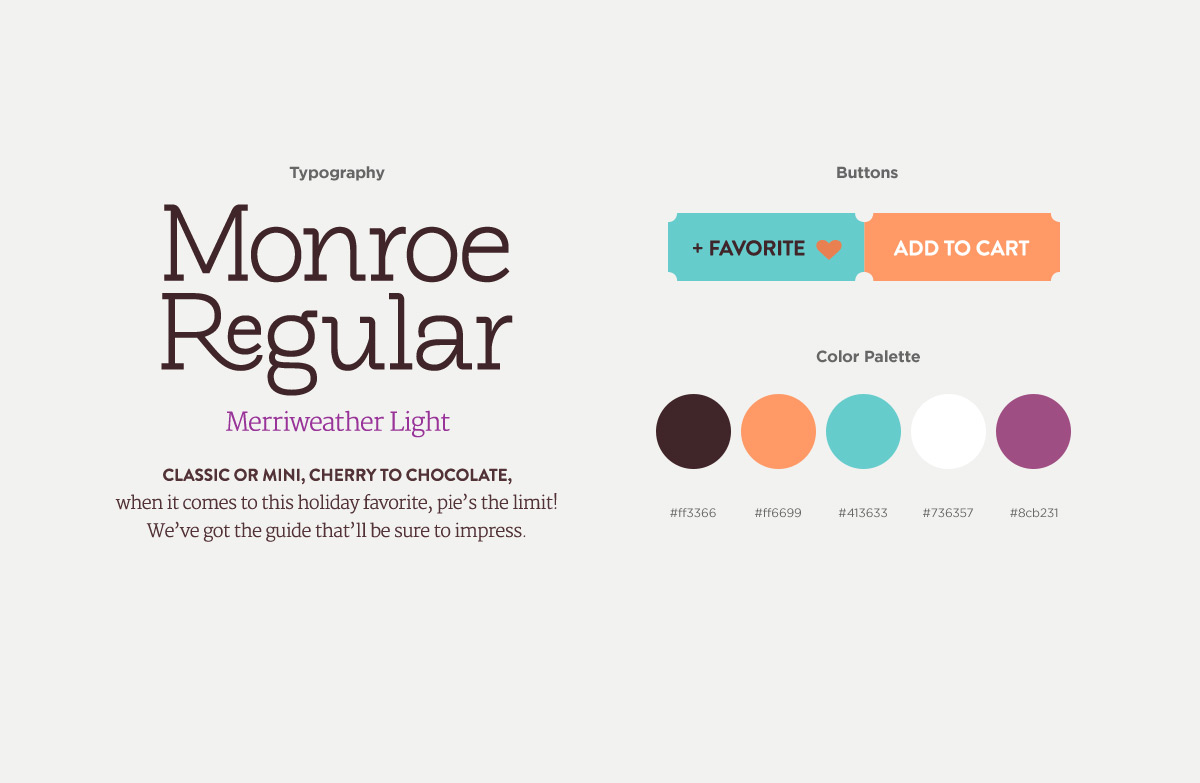 Typography
Monroe
Regular
Merriweather Light
CLASSIC OR MINI, CHERRY TO CHOCOLATE,
when it comes to this holiday favorite, pie’s the limit!
We’ve got the guide that’ll be sure to impress.
Buttons
+ FAVORITE
ADD TO CART
Color Palette
#ff3366 #ff6699 #413633 #736357 #8cb231